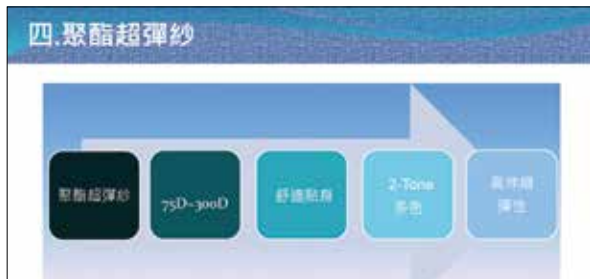 四.聚酯超彈紗
聚酯超彈紗
75D~300D
舒適貼身
2-Tone
多色
高伸縮
彈性